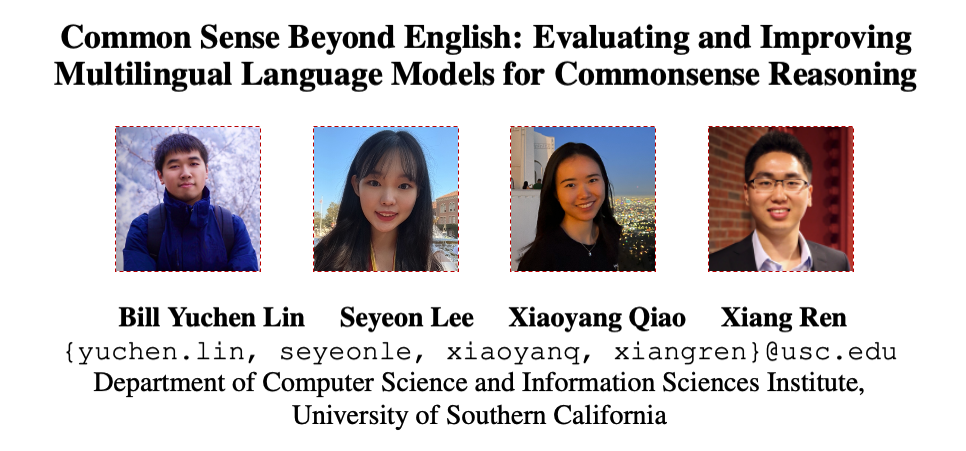 Common Sense Beyond English: Evaluating and Improving
Multilingual Language Models for Commonsense Reasoning
Bill Yuchen Lin Seyeon Lee Xiaoyang Qiao Xiang Ren
{yuchen.lin, seyeonle, xiaoyanq, xiangren}@usc.edu
Department of Computer Science and Information Sciences Institute,
University of Southern California